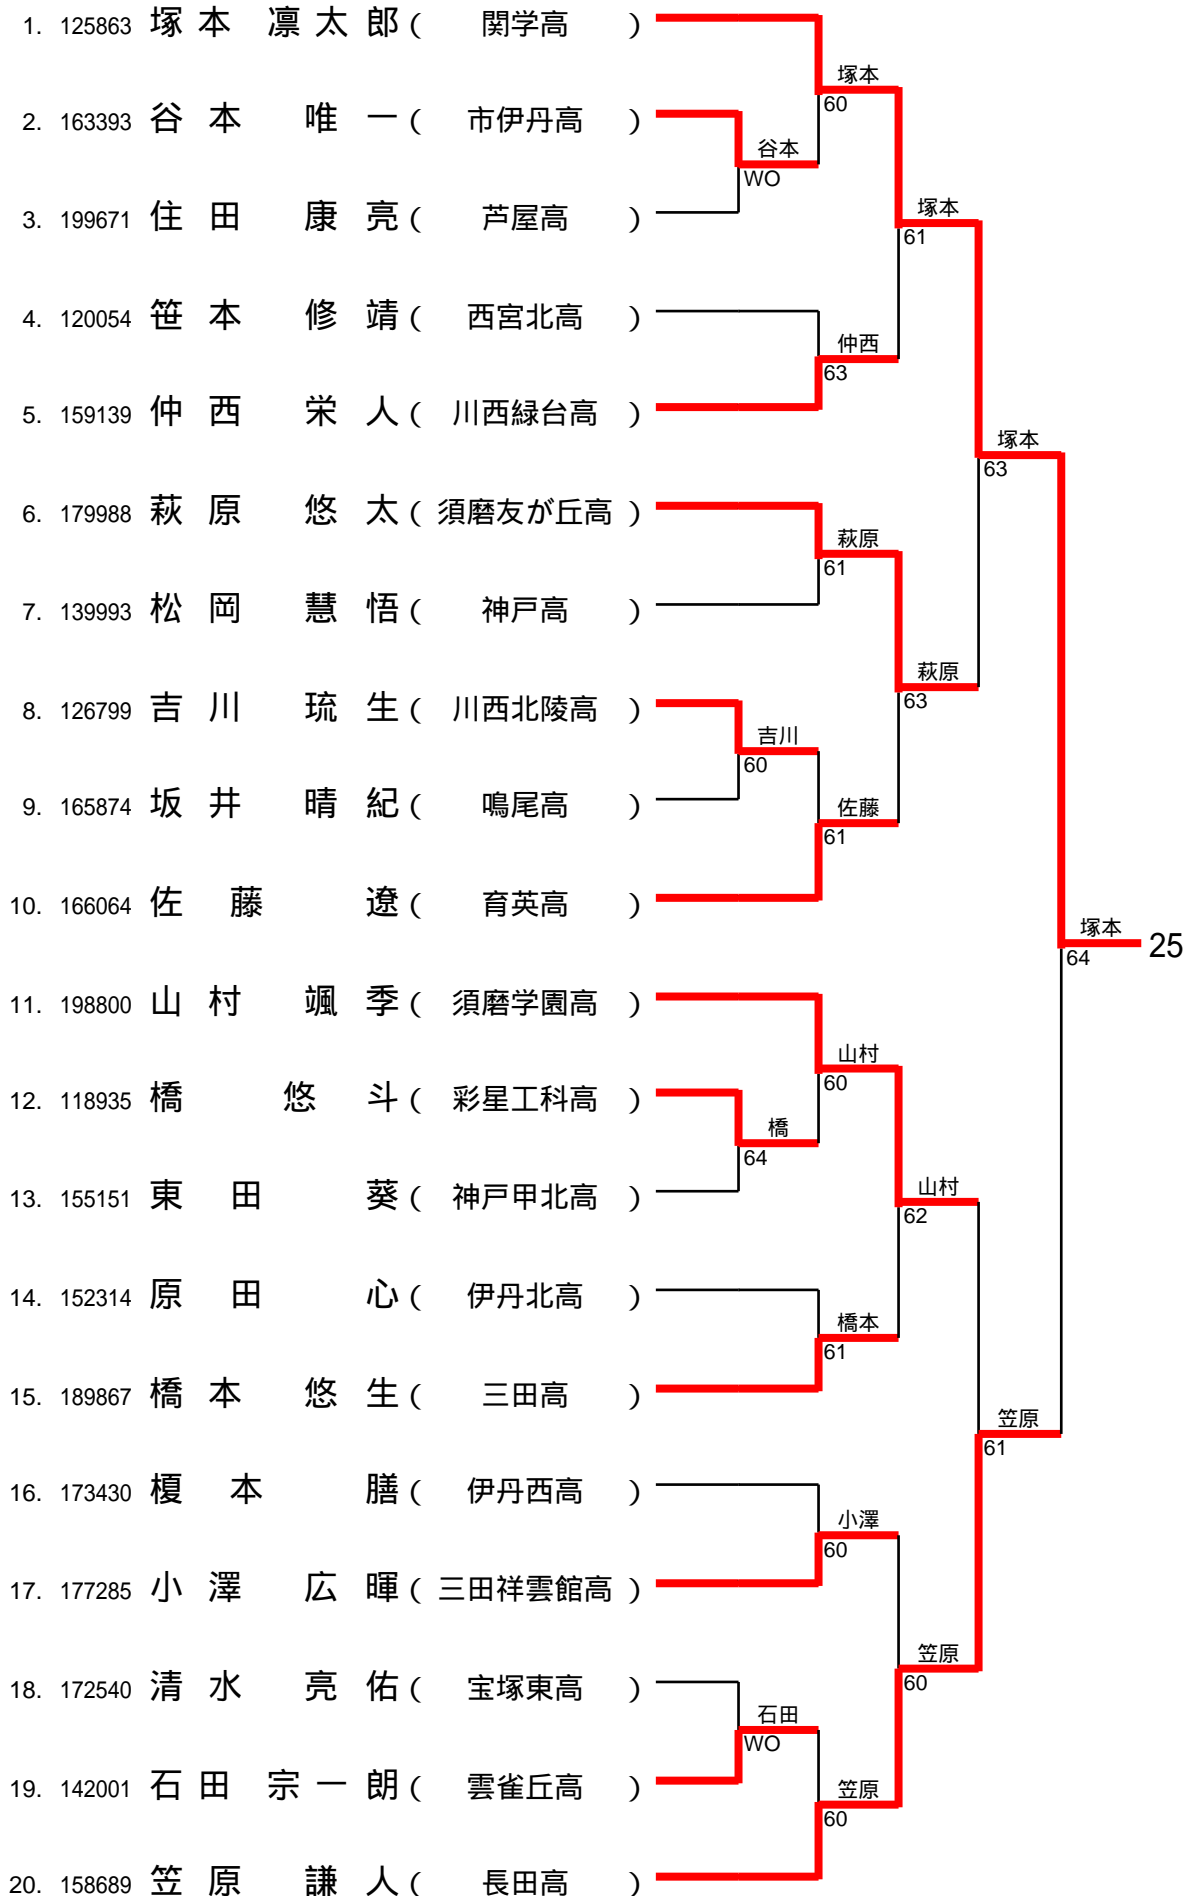 1. 125863 塚本 凛太郎 ( 関学高 )
塚本
60
2. 163393 谷本 唯一 ( 市伊丹高 )
谷本
WO
3. 199671 住田 康亮 ( 芦屋高 )
塚本
61
4. 120054 笹本 修靖 ( 西宮北高 )
仲西
63
5. 159139 仲西 栄人 ( 川西緑台高 )
塚本
63
6. 179988 萩原 悠太 ( 須磨友が丘高 )
萩原
61
7. 139993 松岡 慧悟 ( 神戸高 )
萩原
63
8. 126799 吉川 琉生 ( 川西北陵高 )
吉川
60
9. 165874 坂井 晴紀 ( 鳴尾高 )
佐藤
61
10. 166064 佐藤 遼 ( 育英高 )
塚本
64
25
11. 198800 山村 颯季 ( 須磨学園高 )
山村
60
12. 118935 橋 悠斗 ( 彩星工科高 )
橋
64
13. 155151 東田 葵 ( 神戸甲北高 )
山村
62
14. 152314 原田 心 ( 伊丹北高 )
橋本
61
15. 189867 橋本 悠生 ( 三田高 )
笠原
61
16. 173430 榎本 膳 ( 伊丹西高 )
小澤
60
17. 177285 小澤 広暉 ( 三田祥雲館高 )
笠原
60
18. 172540 清水 亮佑 ( 宝塚東高 )
石田
WO
19. 142001 石田 宗一朗 ( 雲雀丘高 )
笠原
60
20. 158689 笠原 謙人 ( 長田高 )